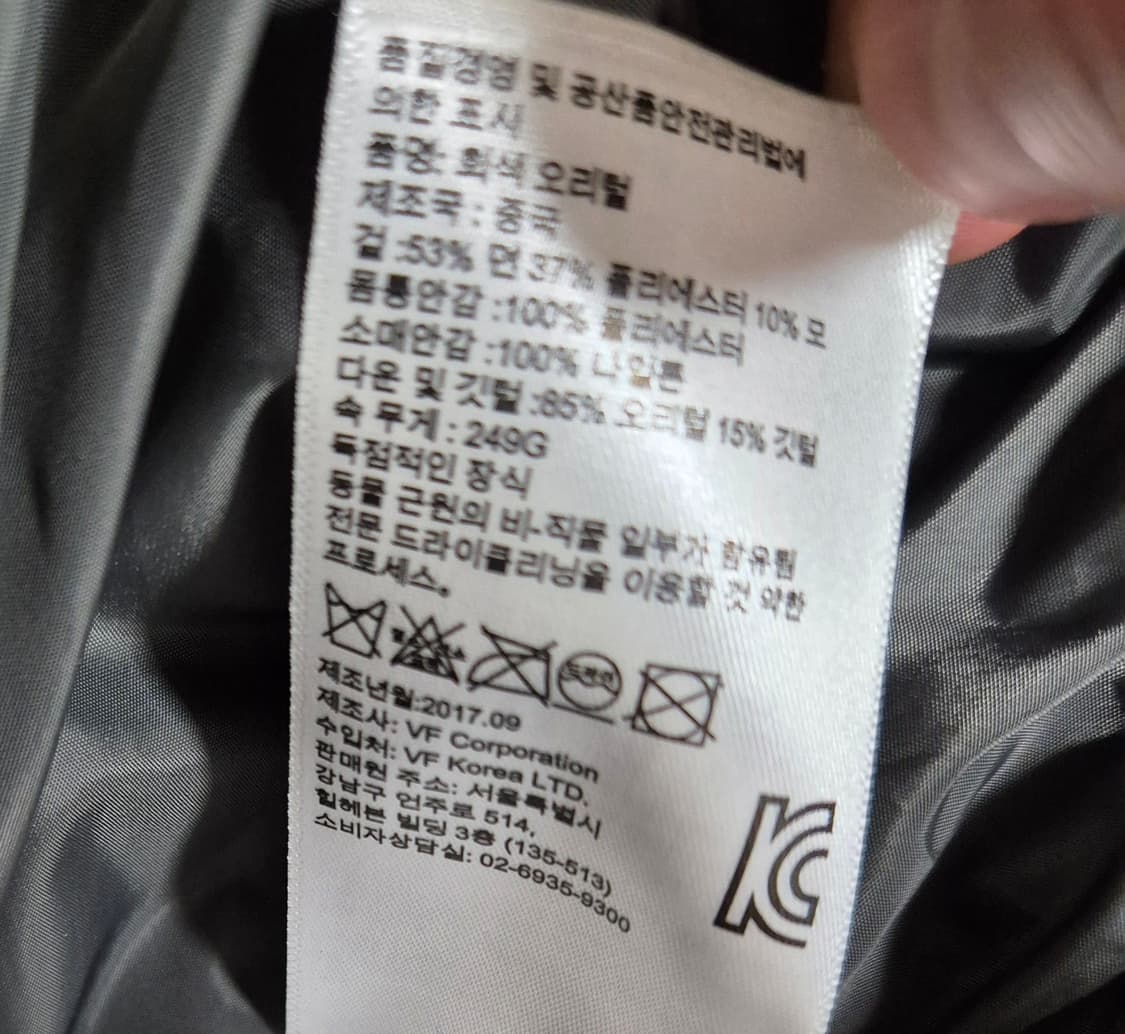 품질경영 및 공산품안전관리법에
의한 표시
품명: 회색 오리털
제조국 : 중국
겉 :53% 면 37% 폴리에스터 10% 모
몸통안감 :100% 폴리에스터
소매안감 :100% 나일론
다운 및 깃털 :85% 오리털 15% 깃털
속 무게 : 249G
독점적인 장식
동물 근원의 비-직물 일부가 함유됨
전문 드라이클리닝을 이용할 것 약한
프로세스.
드라이
제조년월:2017.09
제조사: VF Corporation
수입처: VF Korea LTD.
판매원 주소: 서울특별시
강남구 언주로 514,
힐헤븐 빌딩 3층 (135-513)
소비자상담실: 02-6935-9300
KC